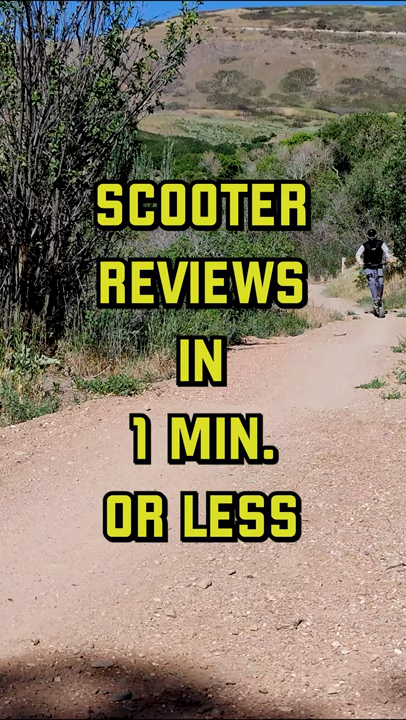 SCOOTER
REVIEWS
IN
1 MIN.
OR LESS